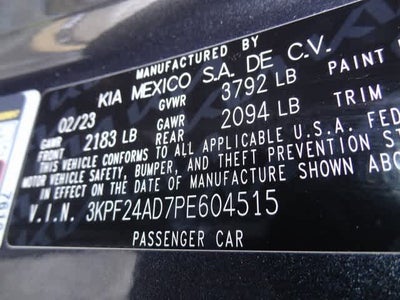 MANUFACTURED BY
KIA MEXICO S.A. DE C.V.
02/23 GVWR 3792 LB PAINT
GAWR FRONT 2183 LB GAWR REAR 2094 LB TRIM
THIS VEHICLE CONFORMS TO ALL APPLICABLE U.S.A. FED
MOTOR VEHICLE SAFETY, BUMPER, AND THEFT PREVENTION ST
IN EFFECT ON THE DATE OF MANUFACTURE SHOWN ABOV
V.I.N. 3KPF24AD7PE604515
PASSENGER CAR